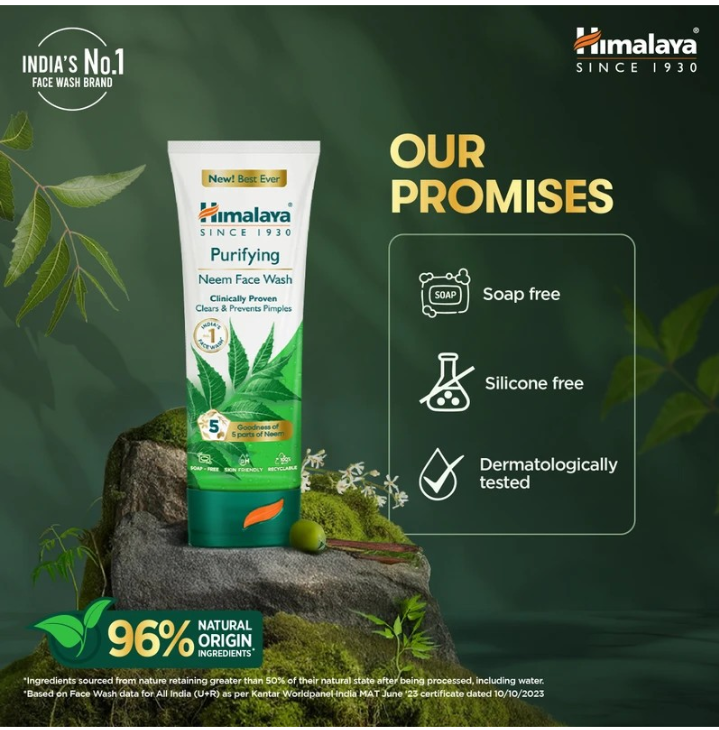 INDIA'S No.1
FACE WASH BRAND
Himalaya®
SINCE 1930
OUR
PROMISES
New! Best Ever
Himalaya®
SINCE 1930
Purifying
Neem Face Wash
Clinically Proven
Clears & Prevents Pimples
INDIA'S
No.1
FACE WASH
5
Goodness of
5 parts of Neem
SOAP - FREE
pH
SKIN FRIENDLY
RECYCLABLE
SOAP
Soap free
Silicone free
Dermatologically
tested
96% NATURAL
ORIGIN
INGREDIENTS*
*Ingredients sourced from nature retaining greater than 50% of their natural state after being processed, including water.
*Based on Face Wash data for All India (U+R) as per Kantar Worldpanel India MAT June '23 certificate dated 10/10/2023